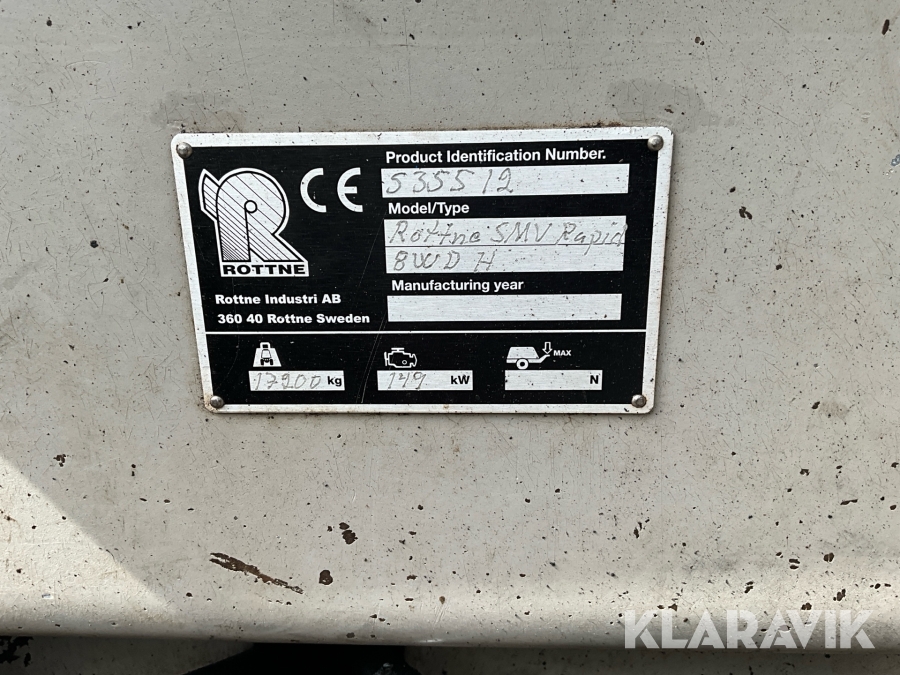 ROTTNE
CE
Rottne Industri AB
360 40 Rottne Sweden
Product Identification Number.
535512
Model/Type
Rottne SMV Rapid
8WD H
Manufacturing year
17200 kg
149 kW
MAX
N
KLARAVIK